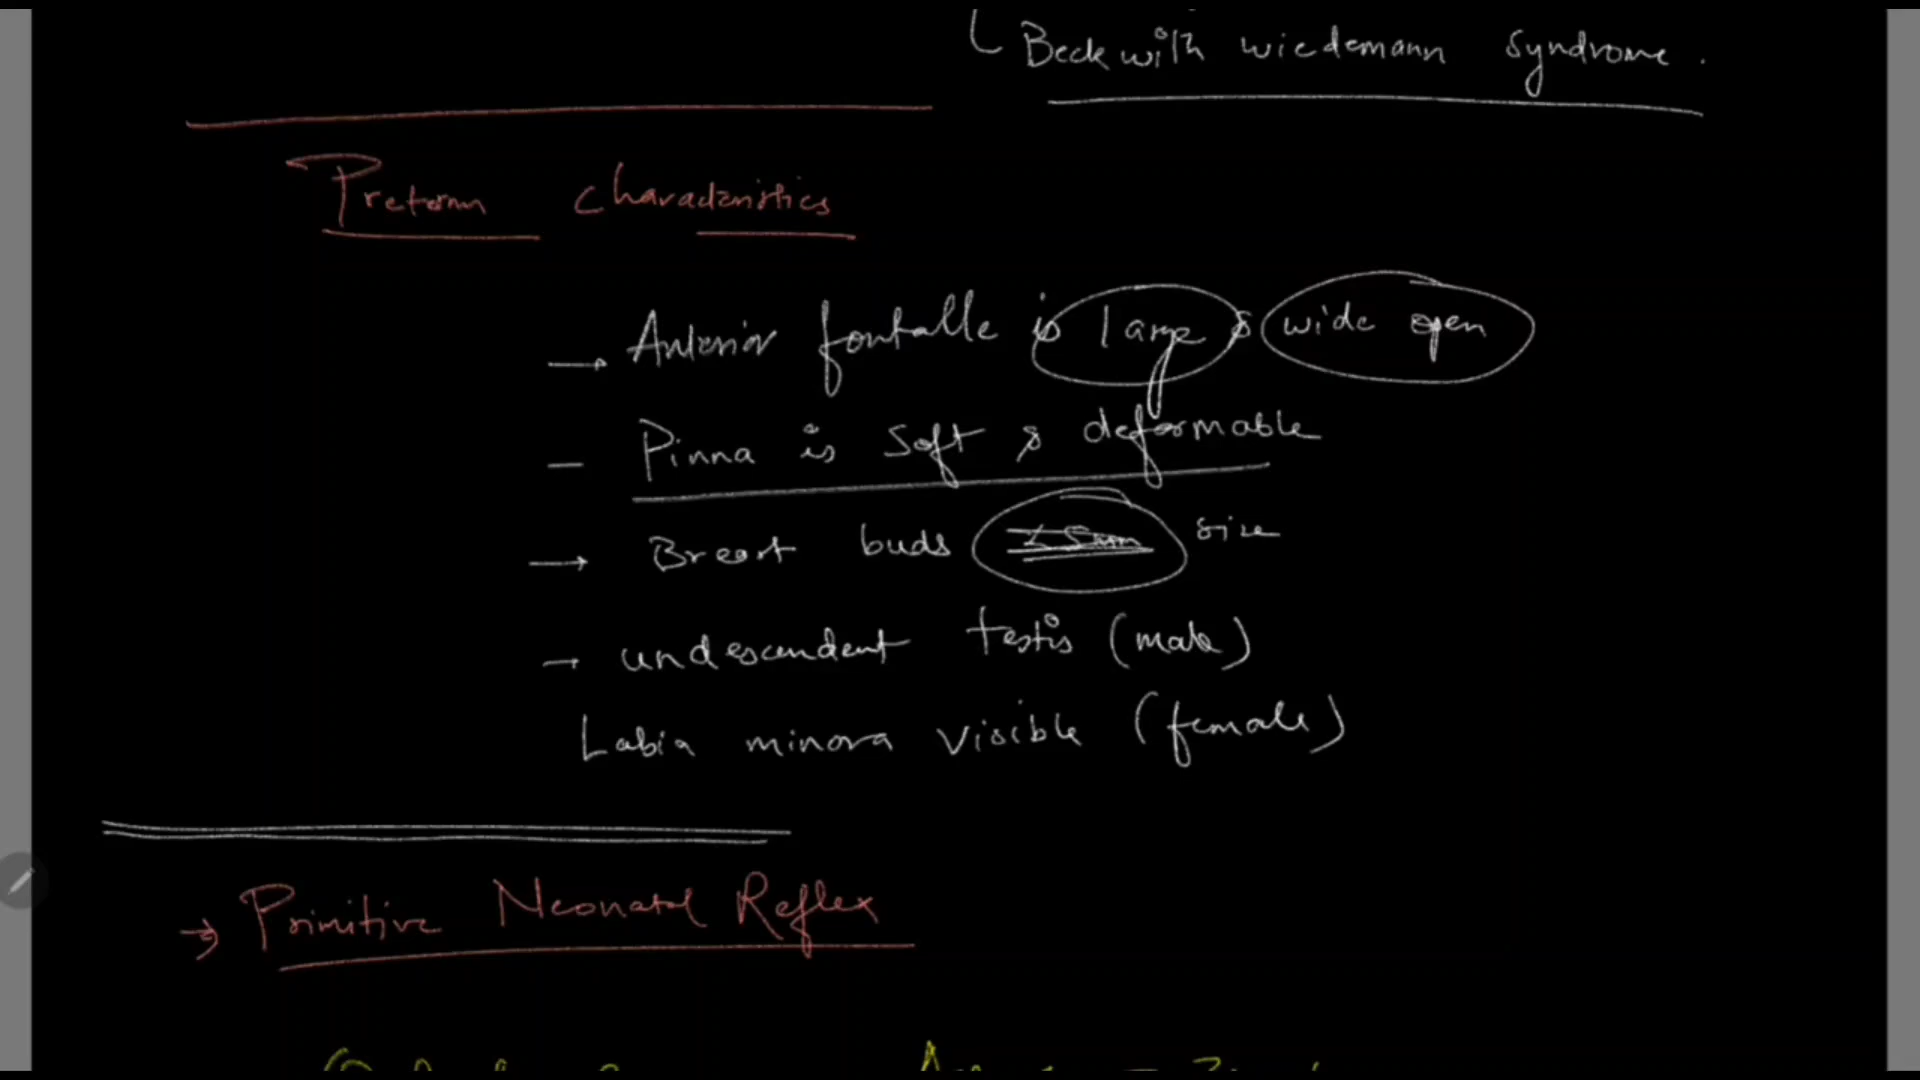 Beckwith wiedemann syndrome.
Preterm characteristics
→ Anterior fontalle is large & wide open
– Pinna is soft & deformable
→ Breast buds <5mm size
→ undescendent testis (male)
Labia minora visible (female)
→ Primitive Neonatal Reflex